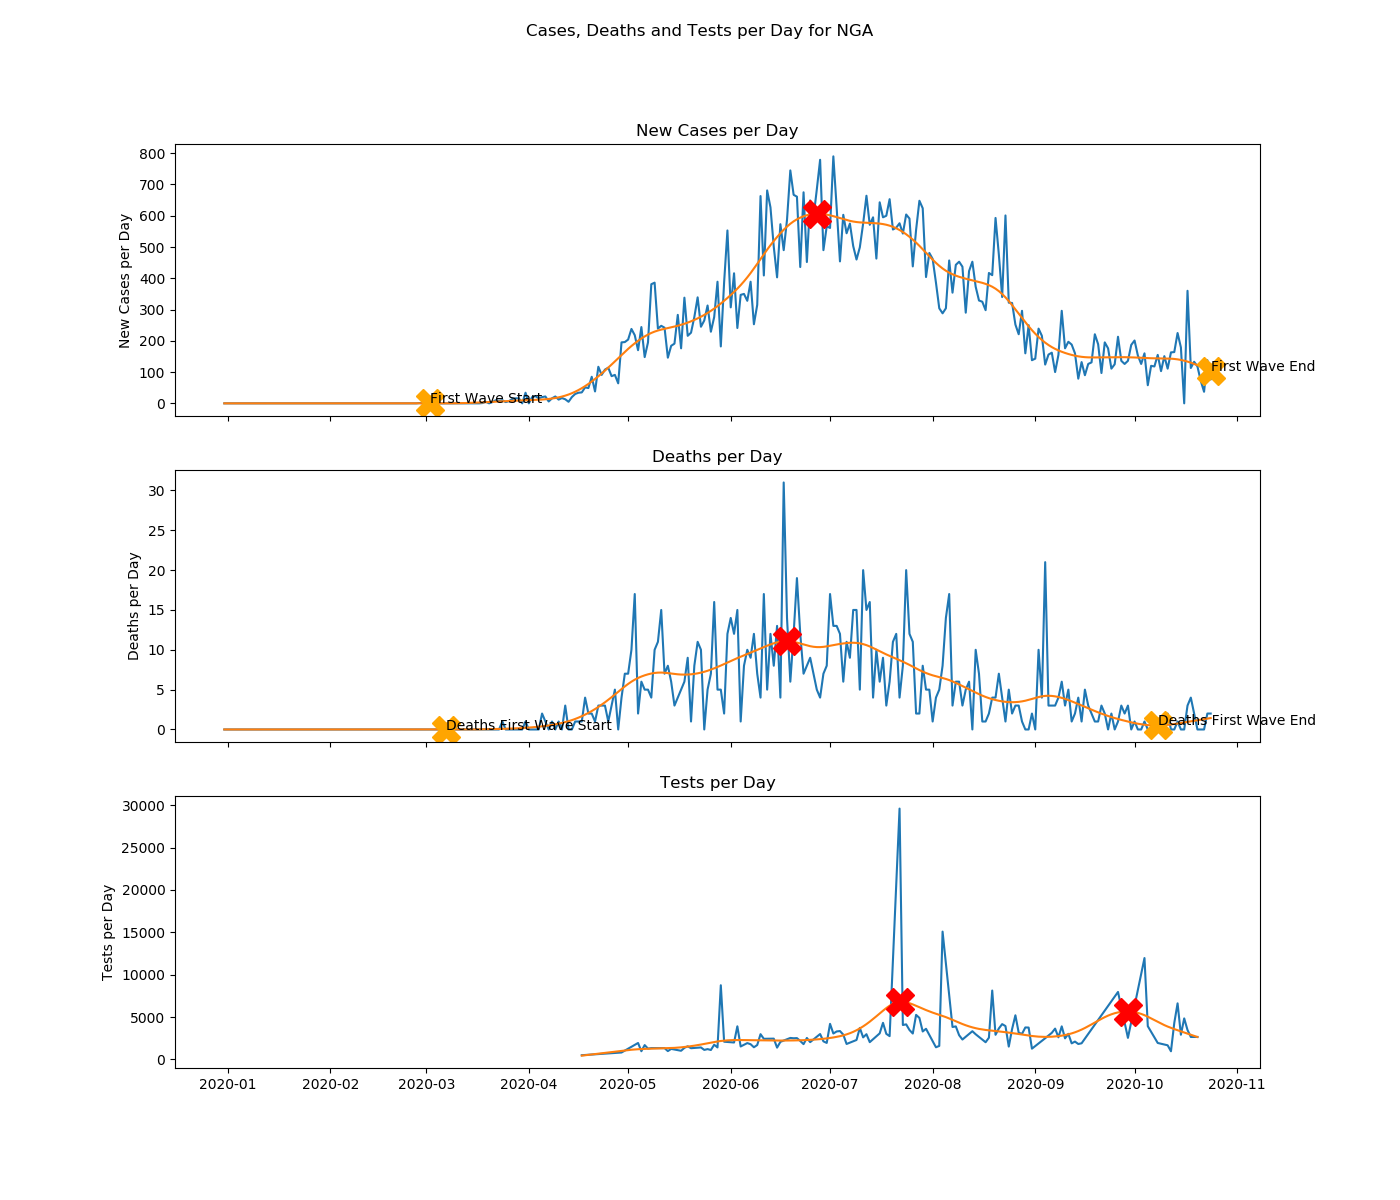 Cases, Deaths and Tests per Day for NGA
New Cases per Day
800
700
600
500
400
300
200
100
0
New Cases per Day
First Wave Start
First Wave End
Deaths per Day
30
25
20
15
10
5
0
Deaths per Day
Deaths First Wave Start
Deaths First Wave End
Tests per Day
30000
25000
20000
15000
10000
5000
0
Tests per Day
2020-01 2020-02 2020-03 2020-04 2020-05 2020-06 2020-07 2020-08 2020-09 2020-10 2020-11